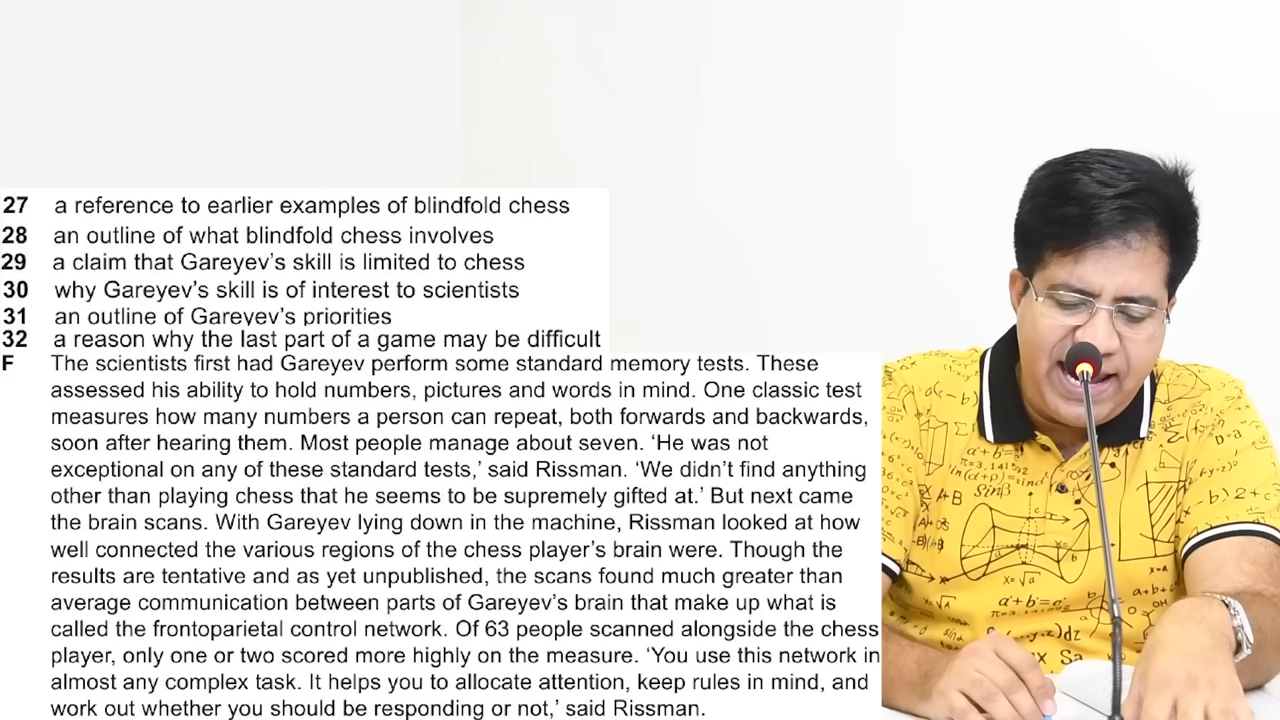 27 a reference to earlier examples of blindfold chess
28 an outline of what blindfold chess involves
29 a claim that Gareyev's skill is limited to chess
30 why Gareyev's skill is of interest to scientists
31 an outline of Gareyev's priorities
32 a reason why the last part of a game may be difficult
F The scientists first had Gareyev perform some standard memory tests. These
assessed his ability to hold numbers, pictures and words in mind. One classic test
measures how many numbers a person can repeat, both forwards and backwards,
soon after hearing them. Most people manage about seven. ‘He was not
exceptional on any of these standard tests,’ said Rissman. ‘We didn't find anything
other than playing chess that he seems to be supremely gifted at.’ But next came
the brain scans. With Gareyev lying down in the machine, Rissman looked at how
well connected the various regions of the chess player's brain were. Though the
results are tentative and as yet unpublished, the scans found much greater than
average communication between parts of Gareyev's brain that make up what is
called the frontoparietal control network. Of 63 people scanned alongside the chess
player, only one or two scored more highly on the measure. ‘You use this network in
almost any complex task. It helps you to allocate attention, keep rules in mind, and
work out whether you should be responding or not,’ said Rissman.